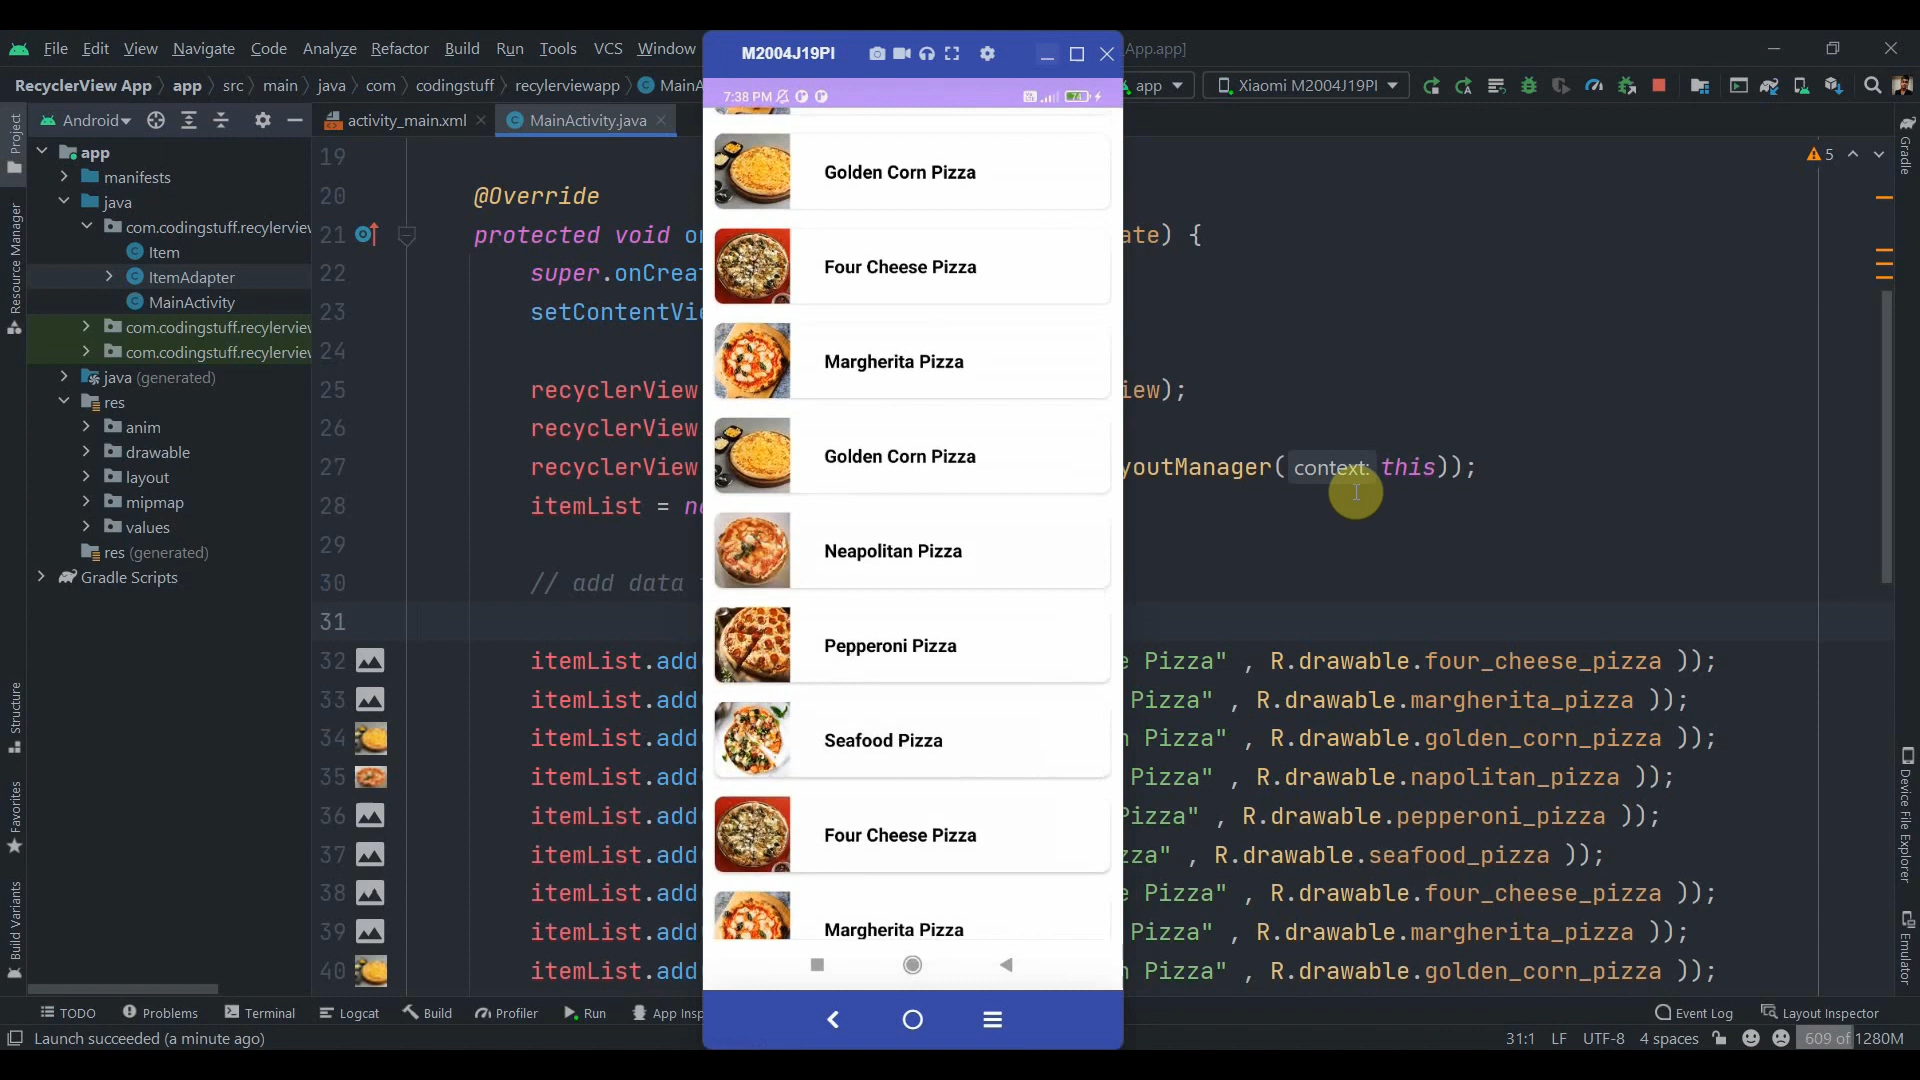 File Edit View Navigate Code Analyze Refactor Build Run Tools VCS Window
M2004J19PI
App.app]
RecyclerView App app src main java com codingstuff recylerviewapp MainA
app Xiaomi M2004J19PI
Android
activity_main.xml
MainActivity.java
Project
Resource Manager
Structure
Favorites
Build Variants
app
manifests
java
com.codingstuff.recylerview
Item
ItemAdapter
MainActivity
com.codingstuff.recylerview
com.codingstuff.recylerview
java (generated)
res
anim
drawable
layout
mipmap
values
res (generated)
Gradle Scripts
5
19
20 @Override
21 protected void on ate) {
22 super.onCreat
23 setContentVie
24
25 recyclerView iew);
26 recyclerView
27 recyclerView youtManager( context: this));
28 itemList = ne
29
30 // add data t
31
32 itemList.add e Pizza" , R.drawable.four_cheese_pizza ));
33 itemList.add Pizza" , R.drawable.margherita_pizza ));
34 itemList.add n Pizza" , R.drawable.golden_corn_pizza ));
35 itemList.add Pizza" , R.drawable.napolitan_pizza ));
36 itemList.add Pizza" , R.drawable.pepperoni_pizza ));
37 itemList.add zza" , R.drawable.seafood_pizza ));
38 itemList.add e Pizza" , R.drawable.four_cheese_pizza ));
39 itemList.add Pizza" , R.drawable.margherita_pizza ));
40 itemList.add n Pizza" , R.drawable.golden_corn_pizza ));
7:38 PM
74
Golden Corn Pizza
Four Cheese Pizza
Margherita Pizza
Golden Corn Pizza
Neapolitan Pizza
Pepperoni Pizza
Seafood Pizza
Four Cheese Pizza
Margherita Pizza
Gradle
Device File Explorer
Emulator
TODO Problems Terminal Logcat Build Profiler Run App Insp
Event Log Layout Inspector
Launch succeeded (a minute ago)
31:1 LF UTF-8 4 spaces 609 of 1280M